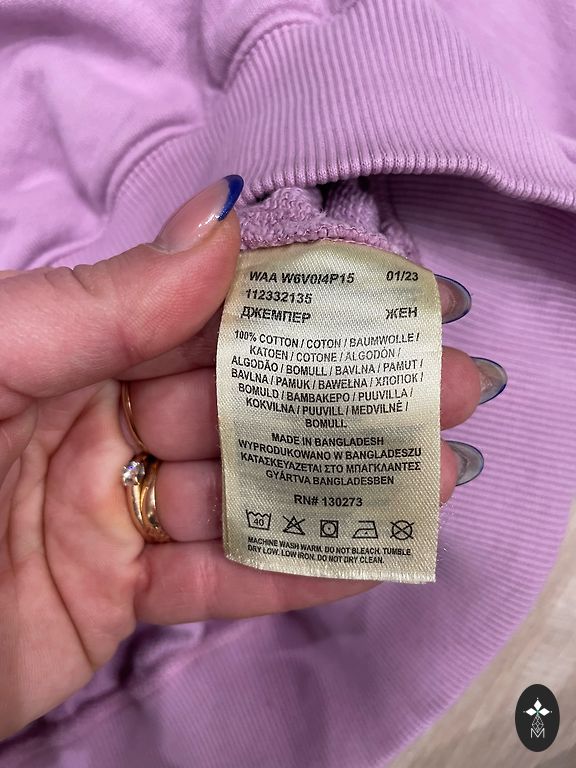 WAA W6V0I4P15 01/23
112332135
ДЖЕМПЕР ЖЕН
100% COTTON / COTON / BAUMWOLLE /
KATOEN / COTONE / ALGODÓN /
ALGODÃO / BOMULL / BAVLNA / PAMUT /
BAVLNA / PAMUK / BAWEŁNA / ХЛОПОК /
BOMULD / ΒΑΜΒΑΚΕΡΟ / PUUVILLA /
KOKVILNA / PUUVILL / MEDVILNĖ /
BOMULL
MADE IN BANGLADESH
WYPRODUKOWANO W BANGLADESZU
ΚΑΤΑΣΚΕΥΑΖΕΤΑΙ ΣΤΟ ΜΠΑΓΚΛΑΝΤΕΣ
GYÁRTVA BANGLADESBEN
RN# 130273
40
MACHINE WASH WARM. DO NOT BLEACH. TUMBLE
DRY LOW. LOW IRON. DO NOT DRY CLEAN.
M